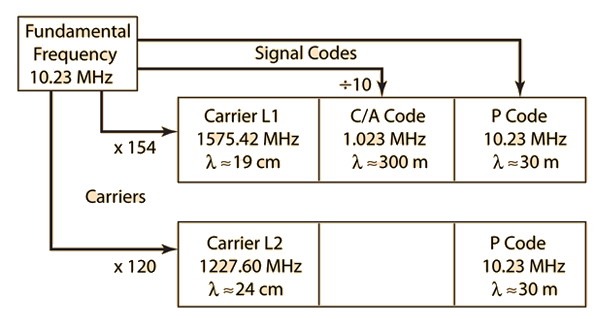 Fundamental
Frequency
10.23 MHz
Signal Codes
÷10
Carrier L1
1575.42 MHz
λ ≈ 19 cm
C/A Code
1.023 MHz
λ ≈ 300 m
P Code
10.23 MHz
λ ≈ 30 m
x 154
Carriers
Carrier L2
1227.60 MHz
λ ≈ 24 cm
P Code
10.23 MHz
λ ≈ 30 m
x 120